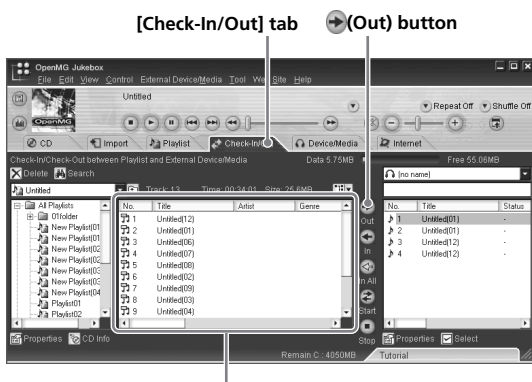 [Check-In/Out] tab
(Out) button
OpenMG Jukebox
File Edit View Control External Device/Media Tool Web Site Help
OpenMG
Untitled
Repeat Off Shuffle Off
CD Import Playlist Check-In/Out Device/Media Internet
Check-In/Check-Out between Playlist and External Device/Media Data 5.75MB Free 55.06MB
Delete Search
(no name)
Untitled Track: 13 Time: 00:34:01 Size: 25.6MB
All Playlists
01folder
New Playlist(01
New Playlist(01
New Playlist(02
New Playlist(02
New Playlist(03
New Playlist(03
New Playlist(04
Playlist01
Playlist02
No. Title Artist Genre
1 Untitled(12)
2 Untitled(01)
3 Untitled(06)
4 Untitled(07)
5 Untitled(08)
6 Untitled(02)
7 Untitled(09)
8 Untitled(03)
9 Untitled(04)
Out
In
In All
Start
Stop
No. Title Status
1 Untitled(01) -
2 Untitled(01) -
3 Untitled(12) -
4 Untitled(12) -
Properties CD Info
Properties Select
Remain C : 4050MB Tutorial